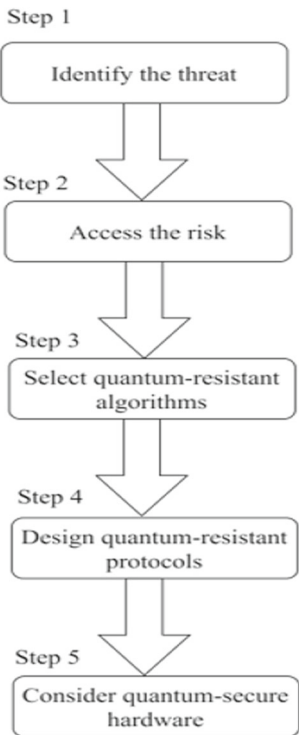 Step 1
Identify the threat
Step 2
Access the risk
Step 3
Select quantum-resistant
algorithms
Step 4
Design quantum-resistant
protocols
Step 5
Consider quantum-secure
hardware